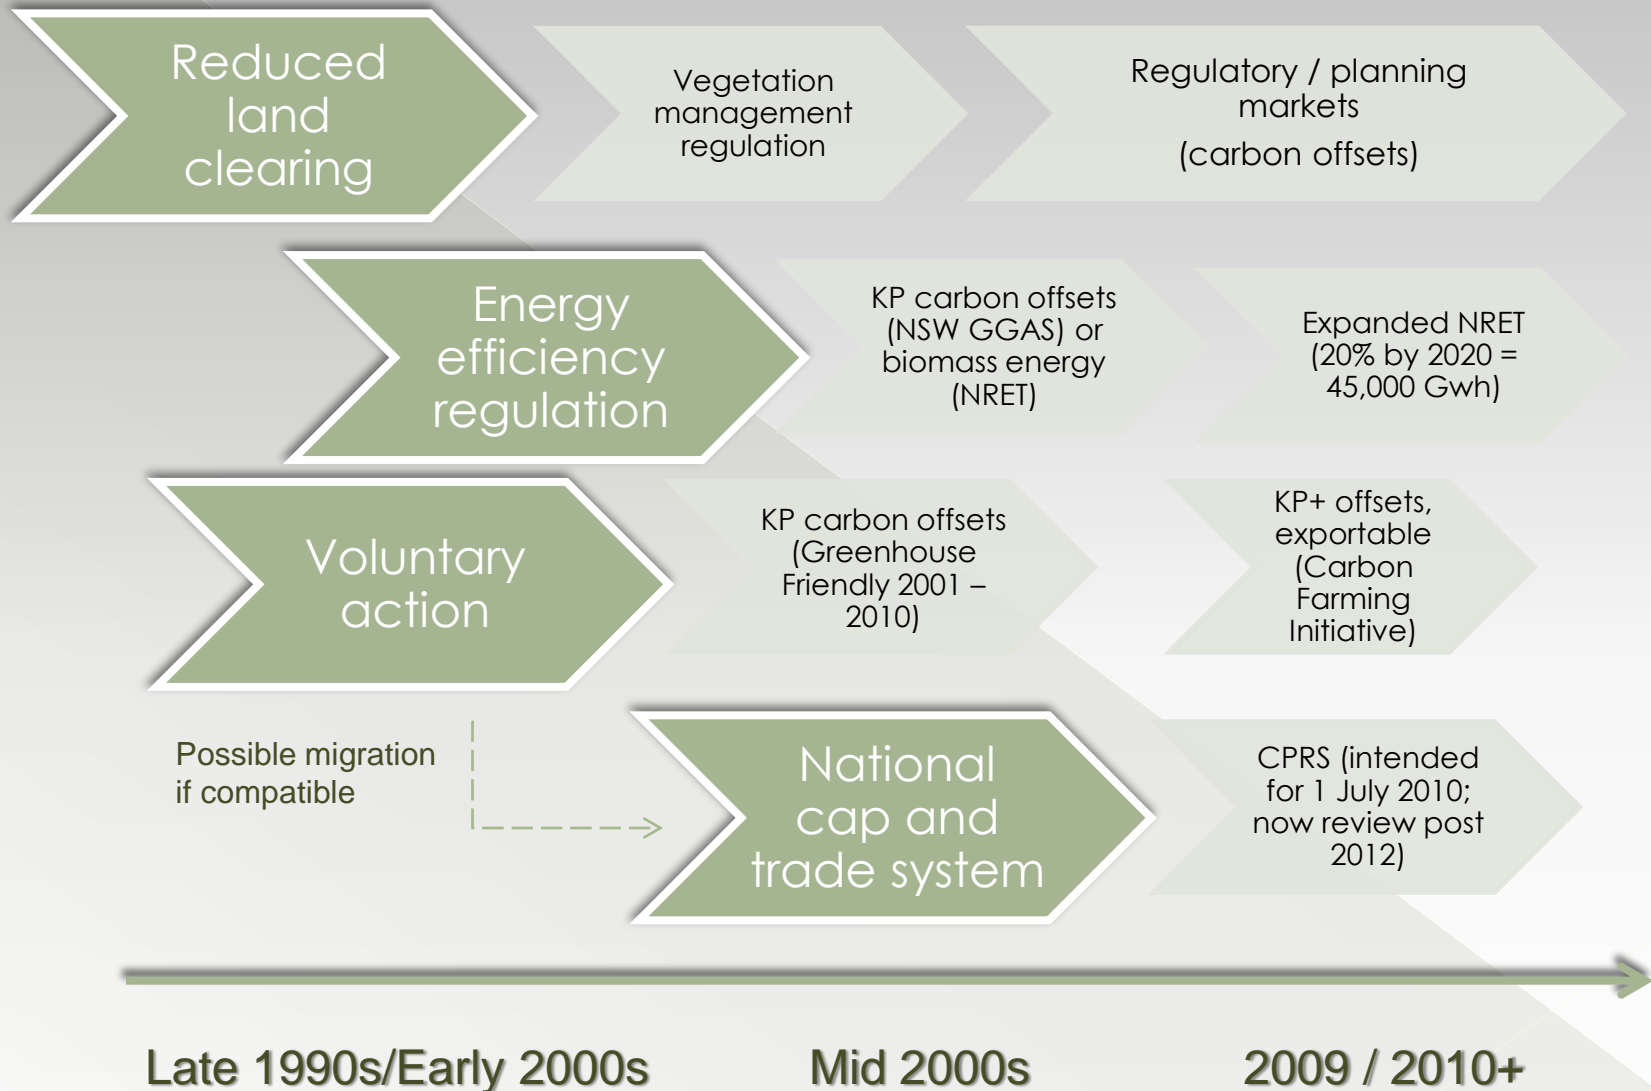 Reduced
land
clearing
Vegetation
management
regulation
Regulatory / planning
markets
(carbon offsets)
Energy
efficiency
regulation
KP carbon offsets
(NSW GGAS) or
biomass energy
(NRET)
Expanded NRET
(20% by 2020 =
45,000 Gwh)
Voluntary
action
KP carbon offsets
(Greenhouse
Friendly 2001 –
2010)
KP+ offsets,
exportable
(Carbon
Farming
Initiative)
Possible migration
if compatible
National
cap and
trade system
CPRS (intended
for 1 July 2010;
now review post
2012)
Late 1990s/Early 2000s
Mid 2000s
2009 / 2010+